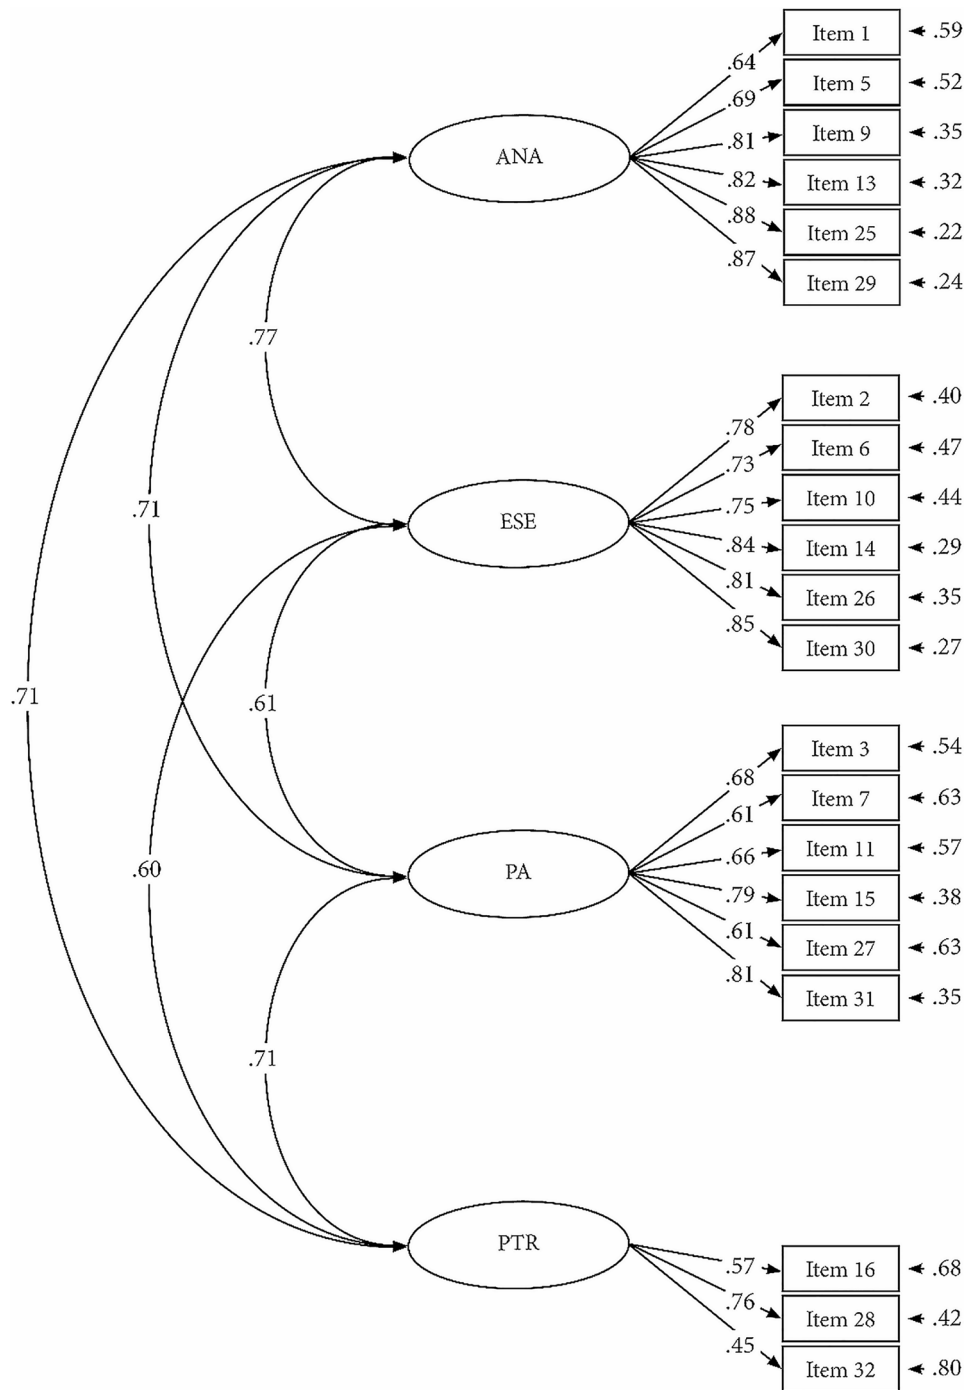 Item 1 .59
.64
Item 5 .52
.69
Item 9 .35
.81
ANA
Item 13 .32
.82
.88
Item 25 .22
.87
Item 29 .24
.77
Item 2 .40
.78
Item 6 .47
.73
Item 10 .44
.75
.71
ESE
.84
Item 14 .29
.81
Item 26 .35
.85
Item 30 .27
.71
.61
Item 3 .54
.68
Item 7 .63
.61
Item 11 .57
.66
.60
PA
.79
Item 15 .38
.61
Item 27 .63
.81
Item 31 .35
.71
PTR
.57
Item 16 .68
.76
Item 28 .42
.45
Item 32 .80